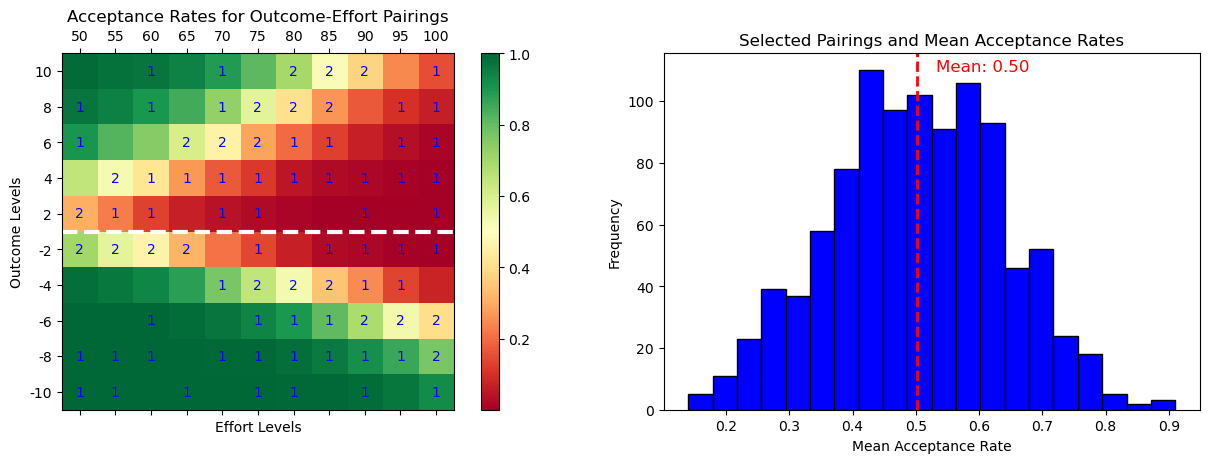 Acceptance Rates for Outcome-Effort Pairings
50 55 60 65 70 75 80 85 90 95 100
10 1 1 2 2 2 1
8 1 1 1 2 2 2 1 1
6 1 2 2 2 1 1 1 1
4 2 1 1 1 1 1 1 1 1 1
2 2 1 1 1 1 1 1
-2 2 2 2 2 1 1 1 1 1
-4 1 2 2 2 1 1
-6 1 1 1 1 2 2 2
-8 1 1 1 1 1 1 1 1 1 2
-10 1 1 1 1 1 1 1
Outcome Levels
Effort Levels
1.0
0.8
0.6
0.4
0.2
Selected Pairings and Mean Acceptance Rates
Mean: 0.50
100
80
60
40
20
0
Frequency
0.2 0.3 0.4 0.5 0.6 0.7 0.8 0.9
Mean Acceptance Rate